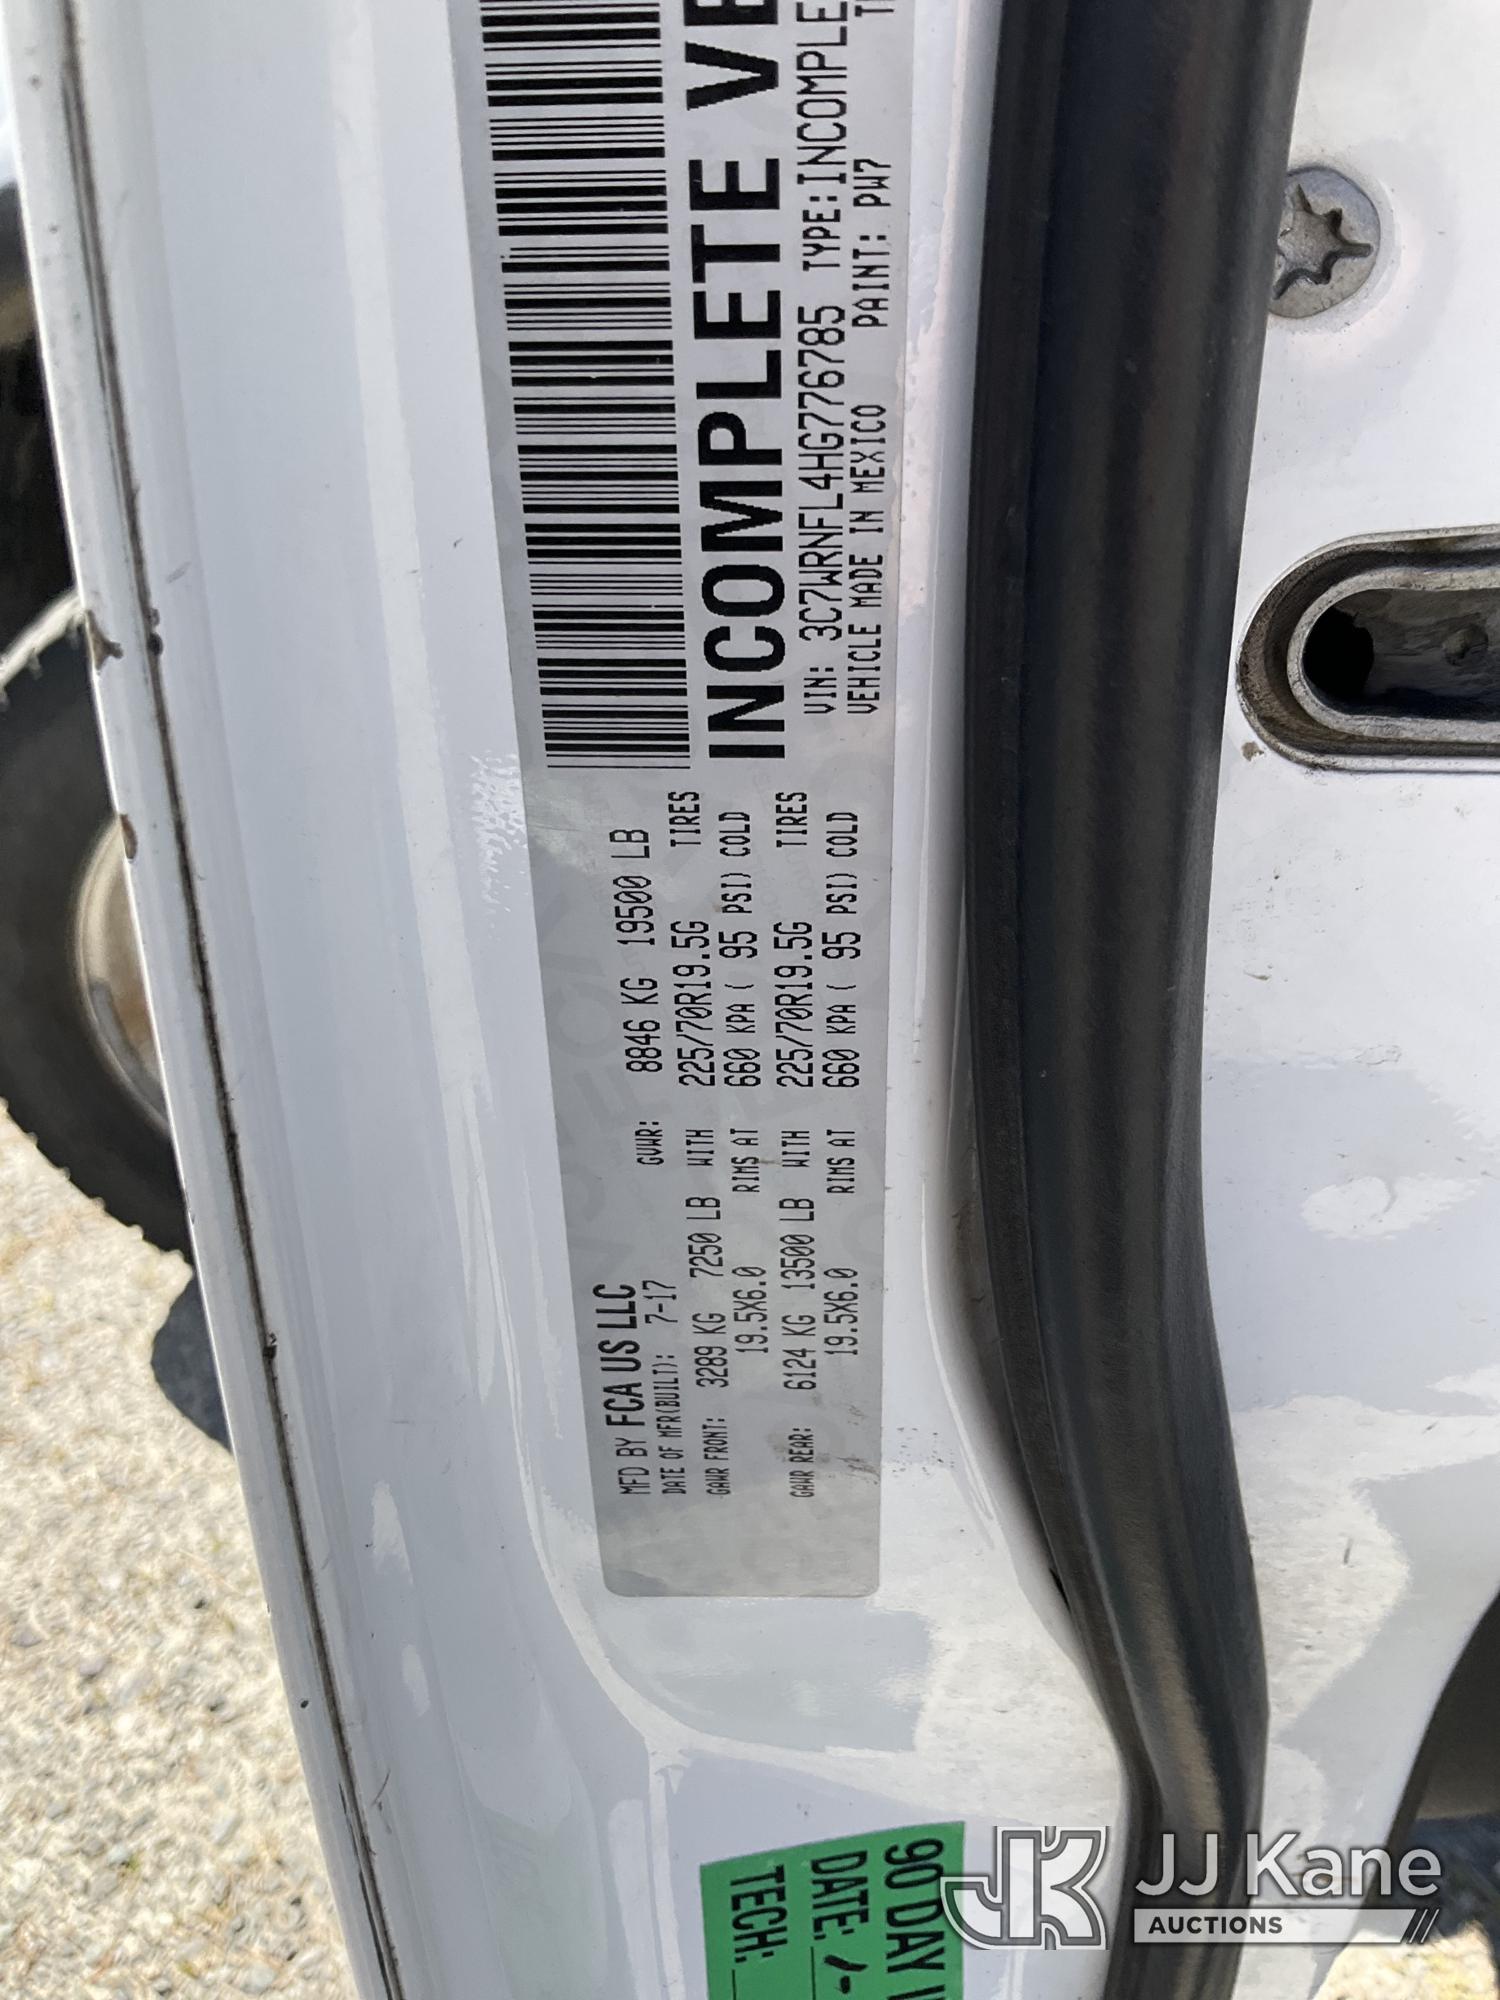 MFD BY FCA US LLC
DATE OF MFR(BUILT): 7-17 GVWR: 8846 KG 19500 LB
GAWR FRONT: 3289 KG 7250 LB WITH 225/70R19.5G TIRES
19.5X6.0 RIMS AT 660 KPA ( 95 PSI) COLD
GAWR REAR: 6124 KG 13500 LB WITH 225/70R19.5G TIRES
19.5X6.0 RIMS AT 660 KPA ( 95 PSI) COLD
INCOMPLETE VE
VIN: 3C7WRNFL4HG776785 TYPE:INCOMPLE
VEHICLE MADE IN MEXICO PAINT: PW7
90 DAY
DATE:
TECH:
JK JJ Kane
AUCTIONS